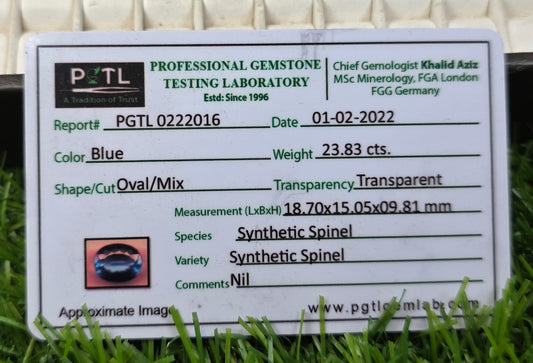 PGTL
A Tradition of Trust
PROFESSIONAL GEMSTONE
TESTING LABORATORY
Estd: Since 1996
Chief Gemologist Khalid Aziz
MSc Minerology, FGA London
FGG Germany
Report# PGTL 0222016 Date 01-02-2022
Color Blue Weight 23.83 cts.
Shape/Cut Oval/Mix Transparency Transparent
Measurement (LxBxH) 18.70x15.05x09.81 mm
Species Synthetic Spinel
Variety Synthetic Spinel
Comments Nil
Approximate Image www.pgtlgemlab.com